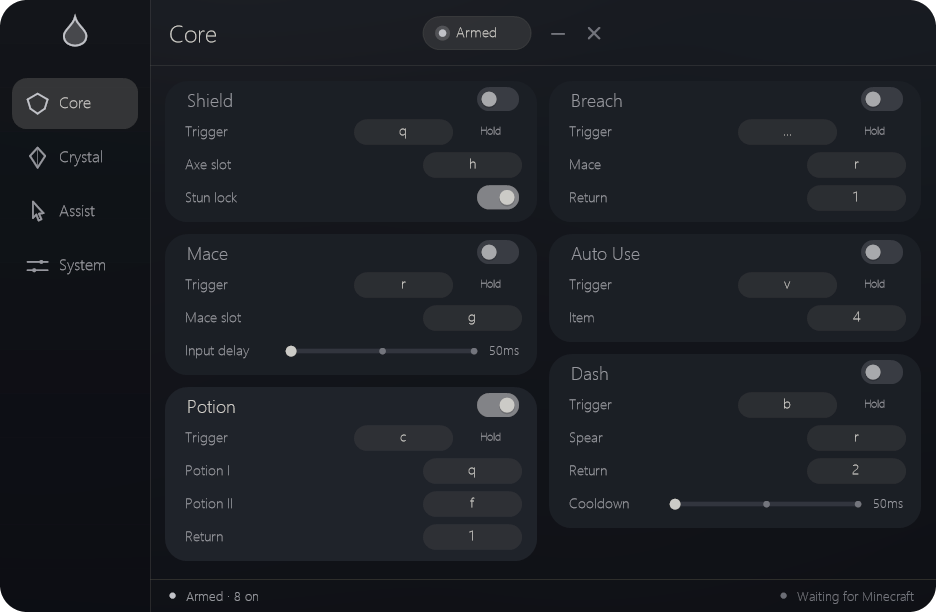 Core
Armed
Core
Crystal
Assist
System
Shield
Trigger q Hold
Axe slot h
Stun lock
Mace
Trigger r Hold
Mace slot g
Input delay 50ms
Potion
Trigger c Hold
Potion I q
Potion II f
Return 1
Breach
Trigger ... Hold
Mace r
Return 1
Auto Use
Trigger v Hold
Item 4
Dash
Trigger b Hold
Spear r
Return 2
Cooldown 50ms
Armed · 8 on
Waiting for Minecraft